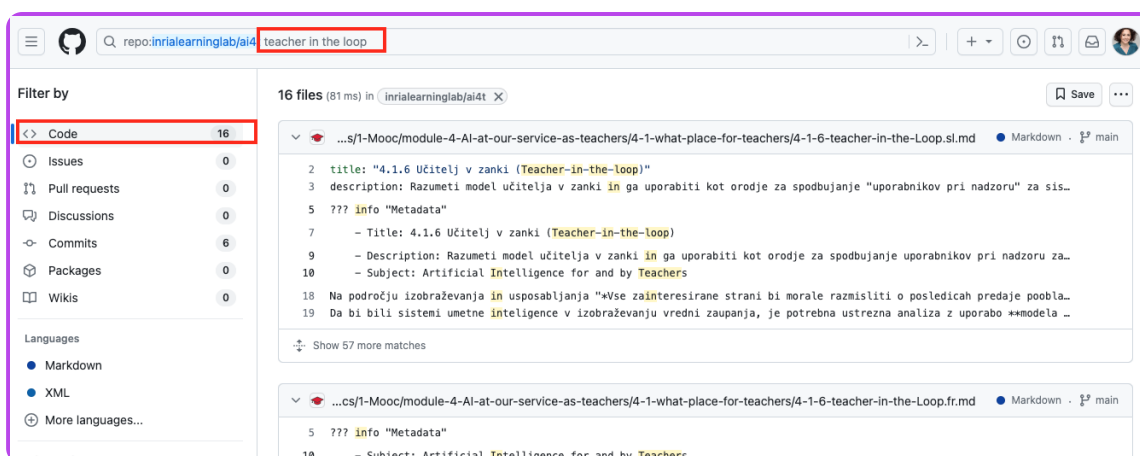 repo:inrialearninglab/ai4 teacher in the loop
Filter by
Code 16
Issues 0
Pull requests 0
Discussions 0
Commits 6
Packages 0
Wikis 0
Languages
Markdown
XML
More languages...
16 files (81 ms) in inrialearninglab/ai4t
Save
...s/1-Mooc/module-4-AI-at-our-service-as-teachers/4-1-what-place-for-teachers/4-1-6-teacher-in-the-Loop.sl.md Markdown · main
2 title: "4.1.6 Učitelj v zanki (Teacher-in-the-loop)"
3 description: Razumeti model učitelja v zanki in ga uporabiti kot orodje za spodbujanje "uporabnikov pri nadzoru" za sis…
5 ??? info "Metadata"
7 - Title: 4.1.6 Učitelj v zanki (Teacher-in-the-loop)
9 - Description: Razumeti model učitelja v zanki in ga uporabiti kot orodje za spodbujanje uporabnikov pri nadzoru za…
10 - Subject: Artificial Intelligence for and by Teachers
18 Na področju izobraževanja in usposabljanja "*Vse zainteresirane strani bi morale razmisliti o posledicah predaje poobla…
19 Da bi bili sistemi umetne inteligence v izobraževanju vredni zaupanja, je potrebna ustrezna analiza z uporabo **modela …
Show 57 more matches
...cs/1-Mooc/module-4-AI-at-our-service-as-teachers/4-1-what-place-for-teachers/4-1-6-teacher-in-the-Loop.fr.md Markdown · main
5 ??? info "Metadata"
10 - Subject: Artificial Intelligence for and by Teachers